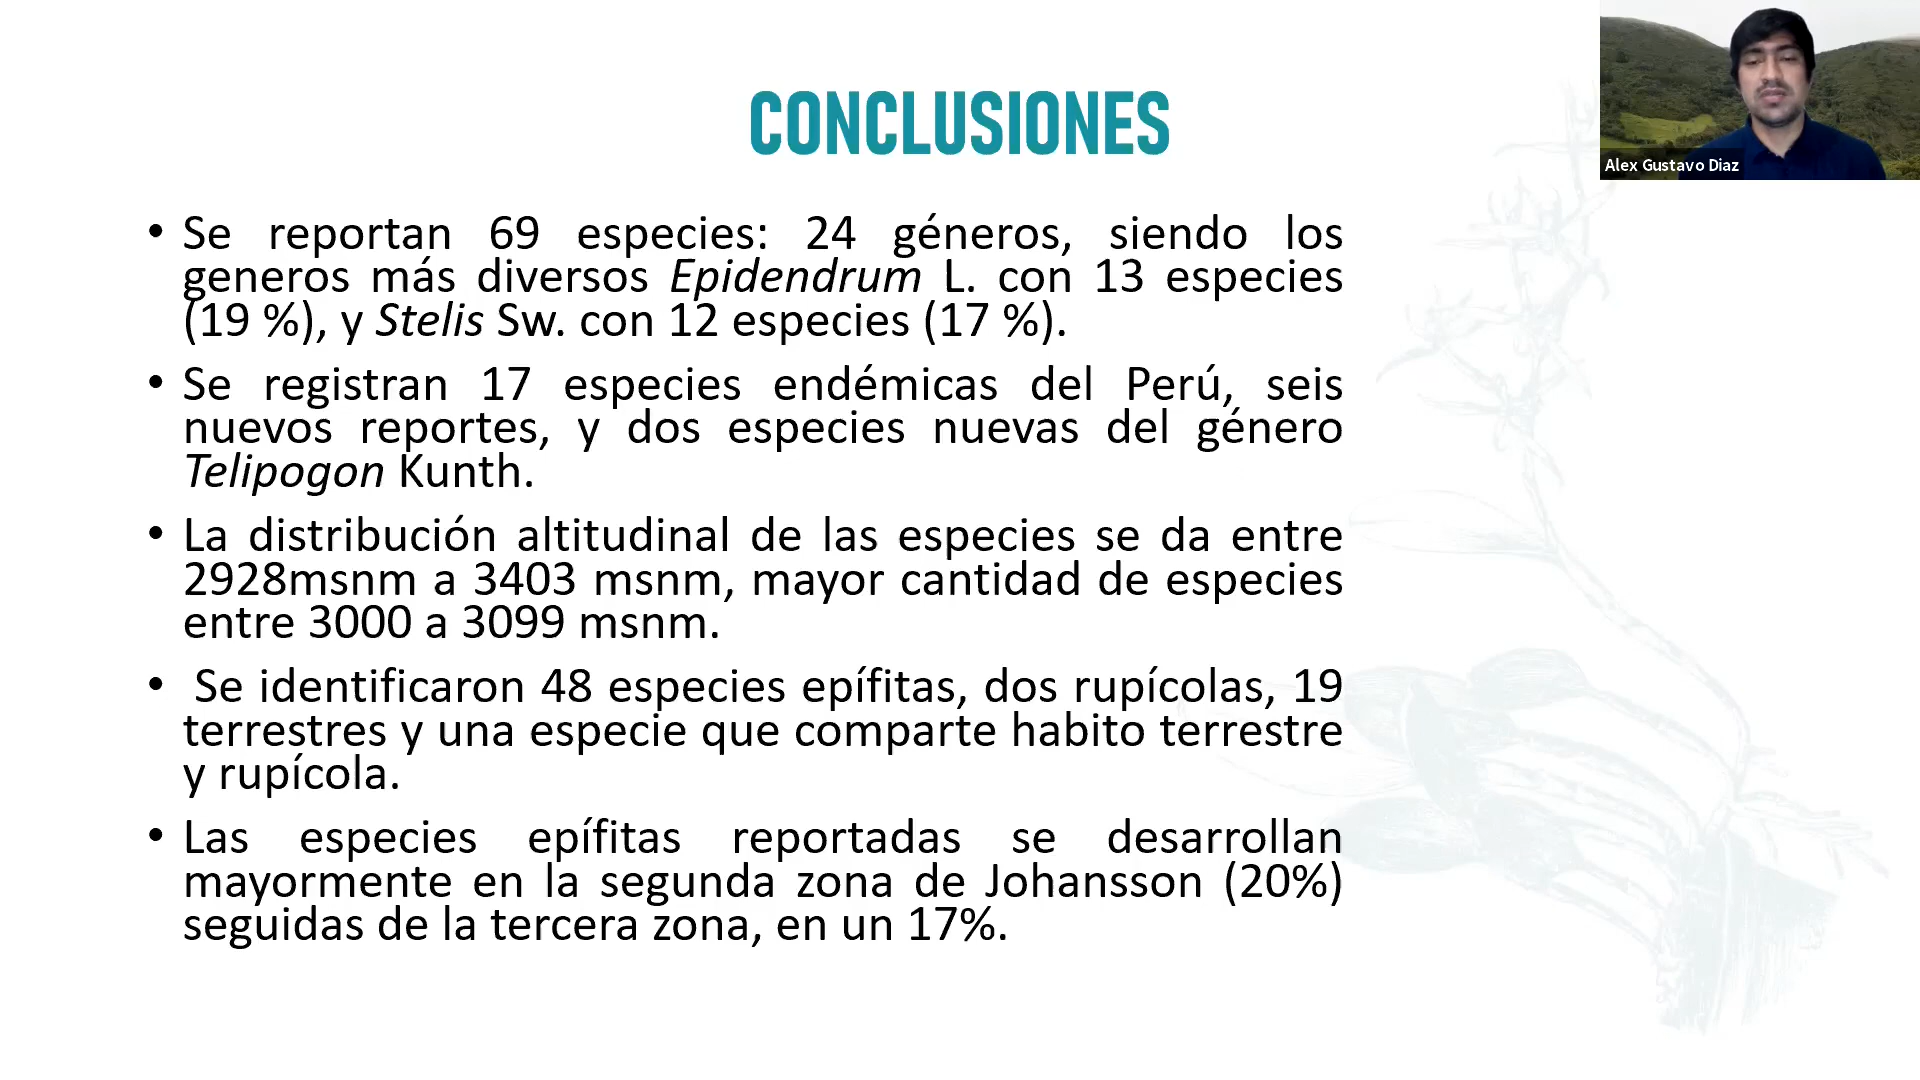 CONCLUSIONES
Alex Gustavo Diaz
• Se reportan 69 especies: 24 géneros, siendo los
generos más diversos Epidendrum L. con 13 especies
(19 %), y Stelis Sw. con 12 especies (17 %).
• Se registran 17 especies endémicas del Perú, seis
nuevos reportes, y dos especies nuevas del género
Telipogon Kunth.
• La distribución altitudinal de las especies se da entre
2928msnm a 3403 msnm, mayor cantidad de especies
entre 3000 a 3099 msnm.
• Se identificaron 48 especies epífitas, dos rupícolas, 19
terrestres y una especie que comparte habito terrestre
y rupícola.
• Las especies epífitas reportadas se desarrollan
mayormente en la segunda zona de Johansson (20%)
seguidas de la tercera zona, en un 17%.